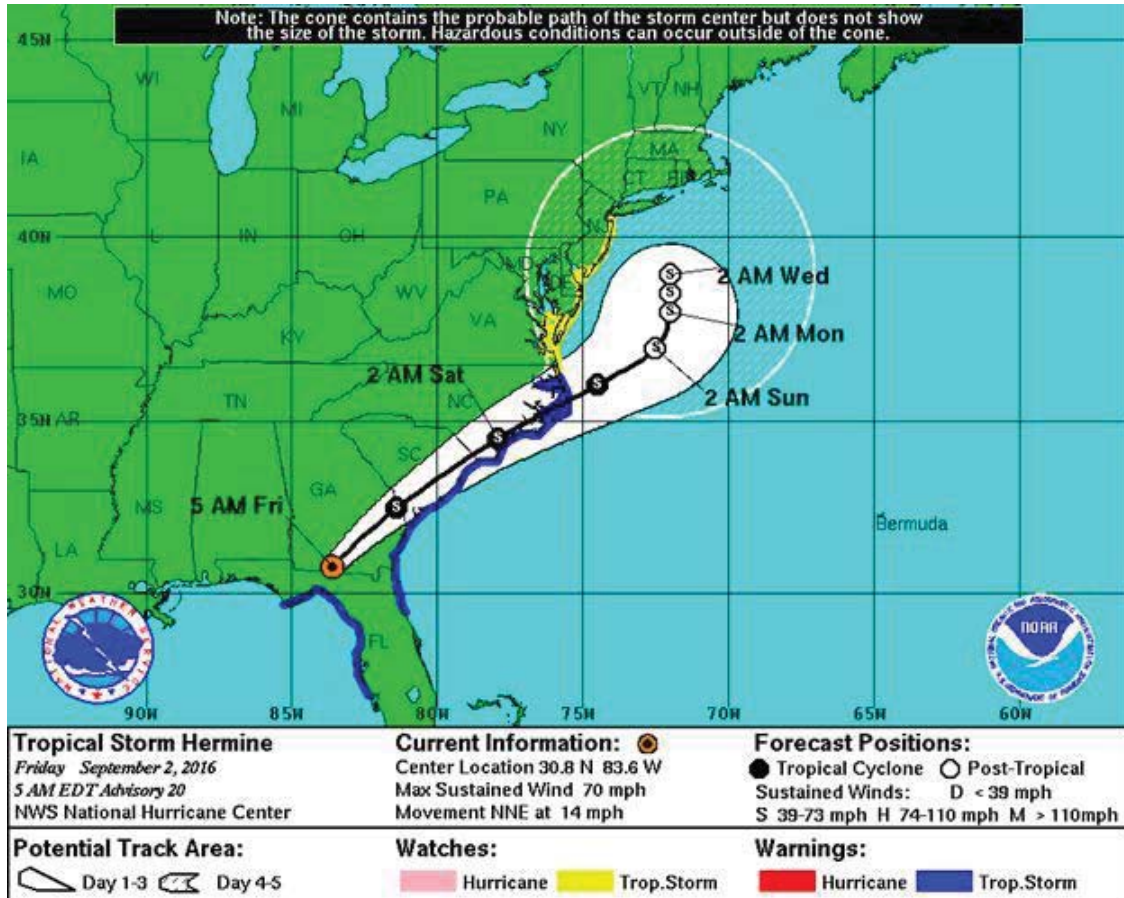 Note: The cone contains the probable path of the storm center but does not show
the size of the storm. Hazardous conditions can occur outside of the cone.
45N
WI
VT NH
MI
NY
MA
IA
CT RI
PA
NJ
IL IN OH
40N
MD
DE
2 AM Wed
MO
WV
VA
KY
2 AM Mon
2 AM Sat
2 AM Sun
TN
NC
35N
AR
SC
5 AM Fri
GA
MS
Bermuda
LA
30N
NATIONAL WEATHER SERVICE
NOAA
FL
90W 85W 80W 75W 70W 65W 60W
Tropical Storm Hermine
Friday September 2, 2016
5 AM EDT Advisory 20
NWS National Hurricane Center
Current Information:
Center Location 30.8 N 83.6 W
Max Sustained Wind 70 mph
Movement NNE at 14 mph
Forecast Positions:
Tropical Cyclone Post-Tropical
Sustained Winds: D < 39 mph
S 39-73 mph H 74-110 mph M > 110mph
Potential Track Area:
Day 1-3 Day 4-5
Watches:
Hurricane Trop.Storm
Warnings:
Hurricane Trop.Storm